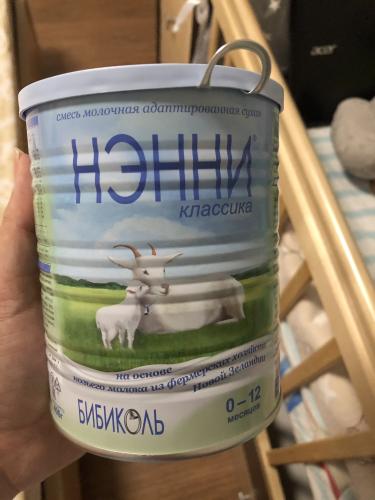 смесь молочная адаптированная сухая
НЭННИ®
классика
на основе
козьего молока из фермерских хозяйств
Новой Зеландии
БИБИКОЛЬ
0–12
месяцев
acer